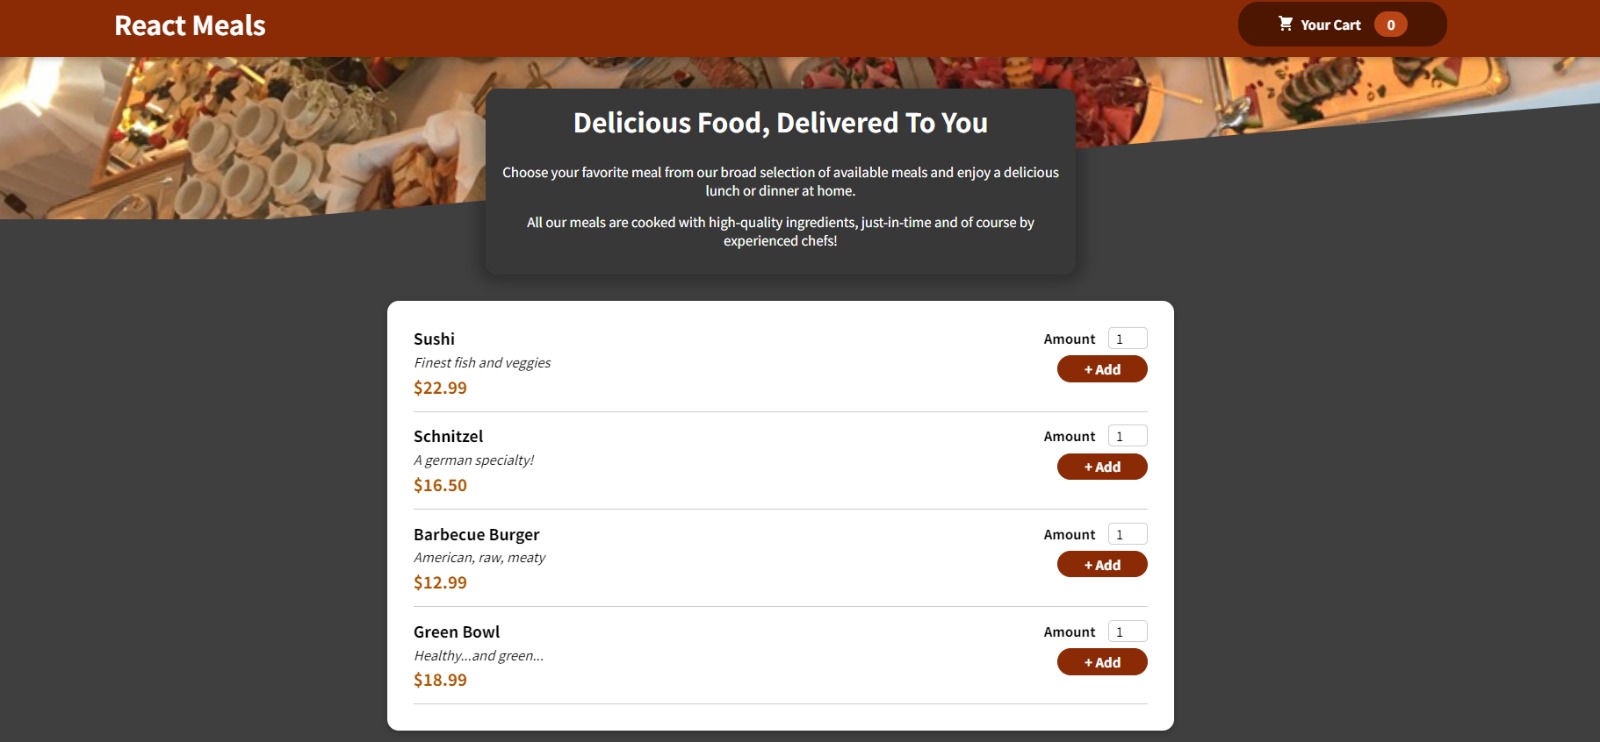 React Meals
Your Cart 0
Delicious Food, Delivered To You
Choose your favorite meal from our broad selection of available meals and enjoy a delicious
lunch or dinner at home.
All our meals are cooked with high-quality ingredients, just-in-time and of course by
experienced chefs!
Sushi
Finest fish and veggies
$22.99
Amount 1
+ Add
Schnitzel
A german specialty!
$16.50
Amount 1
+ Add
Barbecue Burger
American, raw, meaty
$12.99
Amount 1
+ Add
Green Bowl
Healthy...and green...
$18.99
Amount 1
+ Add